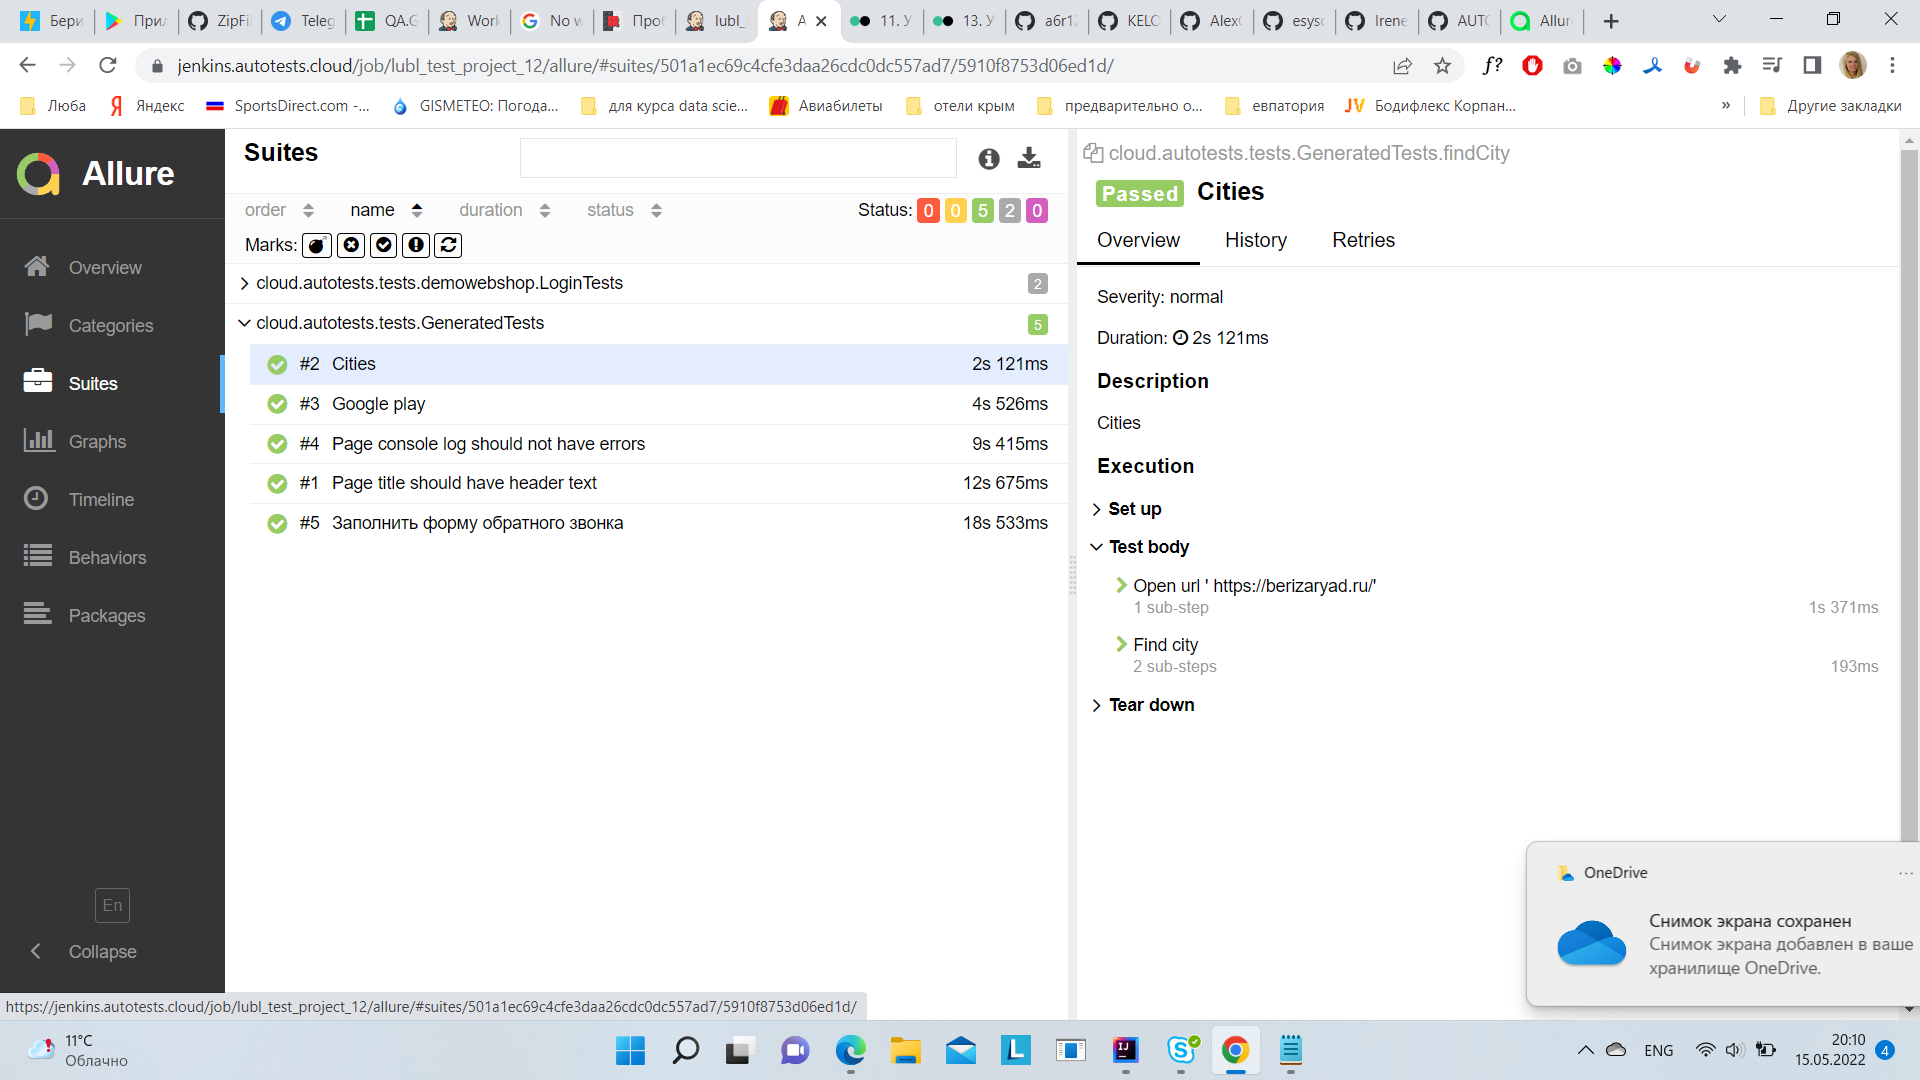 Бери
Прил
ZipFi
Teleg
QA.G
Work
No w
Проб
lubl_
A
11. У
13. У
a6r12
KELO
AlexG
esyso
Irene
AUTO
Allur
jenkins.autotests.cloud/job/lubl_test_project_12/allure/#suites/501a1ec69c4cfe3daa26cdc0dc557ad7/5910f8753d06ed1d/
f?
Люба
Яндекс
SportsDirect.com -...
GISMETEO: Погода...
для курса data scie...
Авиабилеты
отели крым
предварительно о...
евпатория
JV Бодифлекс Корпан...
»
Другие закладки
Allure
Overview
Categories
Suites
Graphs
Timeline
Behaviors
Packages
En
Collapse
Suites
order name duration status Status: 0 0 5 2 0
Marks:
cloud.autotests.tests.demowebshop.LoginTests 2
cloud.autotests.tests.GeneratedTests 5
#2 Cities 2s 121ms
#3 Google play 4s 526ms
#4 Page console log should not have errors 9s 415ms
#1 Page title should have header text 12s 675ms
#5 Заполнить форму обратного звонка 18s 533ms
cloud.autotests.tests.GeneratedTests.findCity
Passed Cities
Overview History Retries
Severity: normal
Duration: 2s 121ms
Description
Cities
Execution
Set up
Test body
Open url ' https://berizaryad.ru/'
1 sub-step 1s 371ms
Find city
2 sub-steps 193ms
Tear down
OneDrive
Снимок экрана сохранен
Снимок экрана добавлен в ваше
хранилище OneDrive.
https://jenkins.autotests.cloud/job/lubl_test_project_12/allure/#suites/501a1ec69c4cfe3daa26cdc0dc557ad7/5910f8753d06ed1d/
11°C
Облачно
ENG
20:10
15.05.2022
4